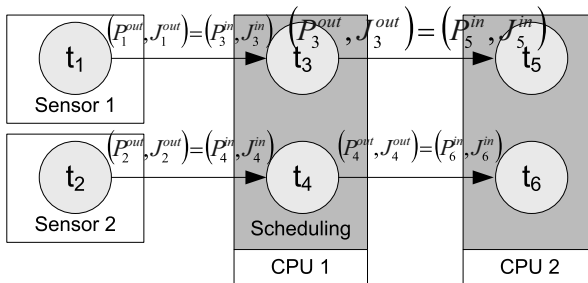 (P₁ᵒᵘᵗ, J₁ᵒᵘᵗ)=(P₃ⁱⁿ, J₃ⁱⁿ) (P₃ᵒᵘᵗ, J₃ᵒᵘᵗ)=(P₅ⁱⁿ, J₅ⁱⁿ)
t₁ t₃ t₅
Sensor 1
(P₂ᵒᵘᵗ, J₂ᵒᵘᵗ)=(P₄ⁱⁿ, J₄ⁱⁿ) (P₄ᵒᵘᵗ, J₄ᵒᵘᵗ)=(P₆ⁱⁿ, J₆ⁱⁿ)
t₂ t₄ t₆
Sensor 2 Scheduling
CPU 1 CPU 2